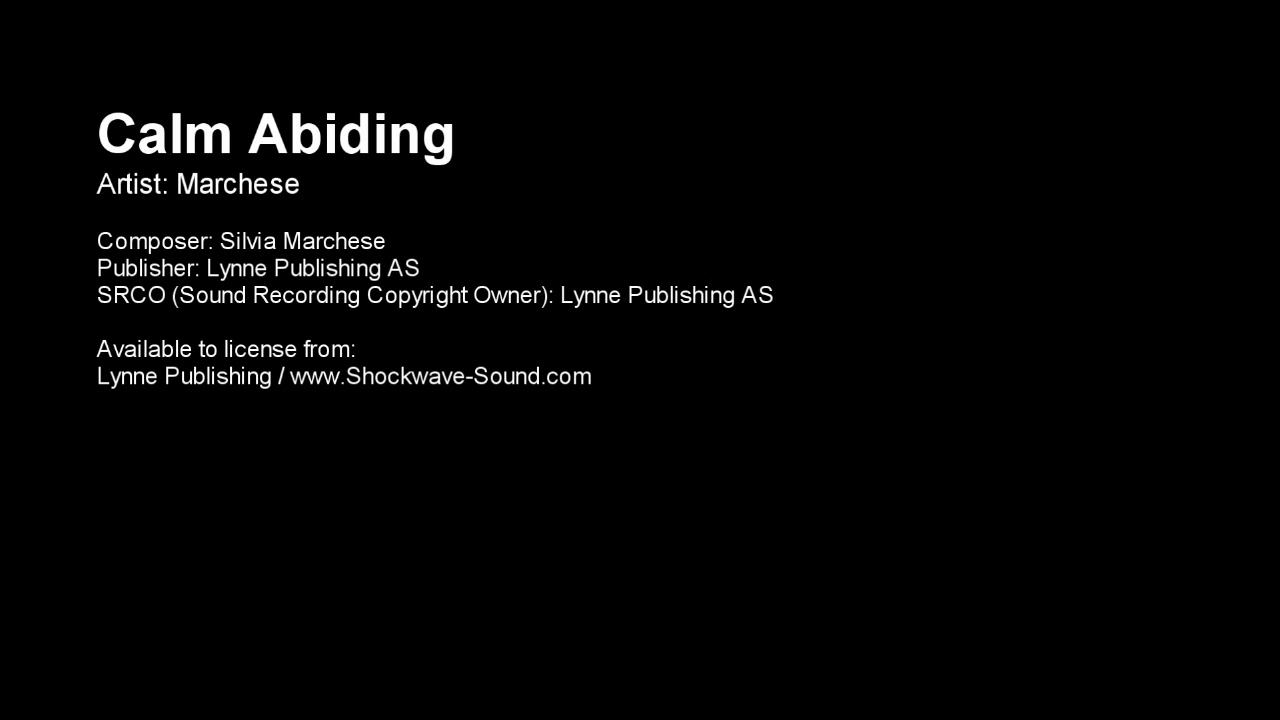 Calm Abiding
Artist: Marchese
Composer: Silvia Marchese
Publisher: Lynne Publishing AS
SRCO (Sound Recording Copyright Owner): Lynne Publishing AS
Available to license from:
Lynne Publishing / www.Shockwave-Sound.com